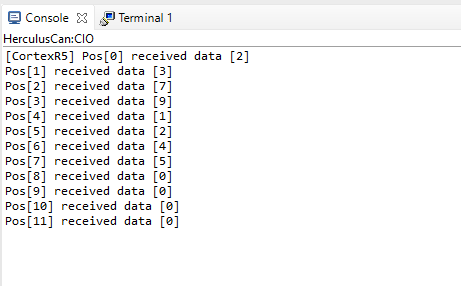 Console Terminal 1
HerculusCan:CIO
[CortexR5] Pos[0] received data [2]
Pos[1] received data [3]
Pos[2] received data [7]
Pos[3] received data [9]
Pos[4] received data [1]
Pos[5] received data [2]
Pos[6] received data [4]
Pos[7] received data [5]
Pos[8] received data [0]
Pos[9] received data [0]
Pos[10] received data [0]
Pos[11] received data [0]